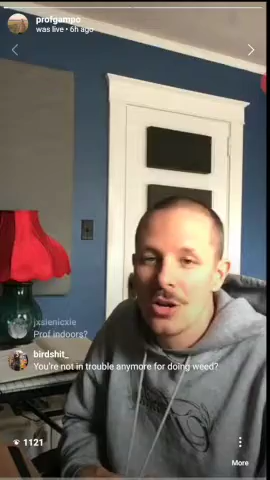 profgampo
was live • 6h ago
jxsienicxie
Prof indoors?
birdshit_
You're not in trouble anymore for doing weed?
1121
More